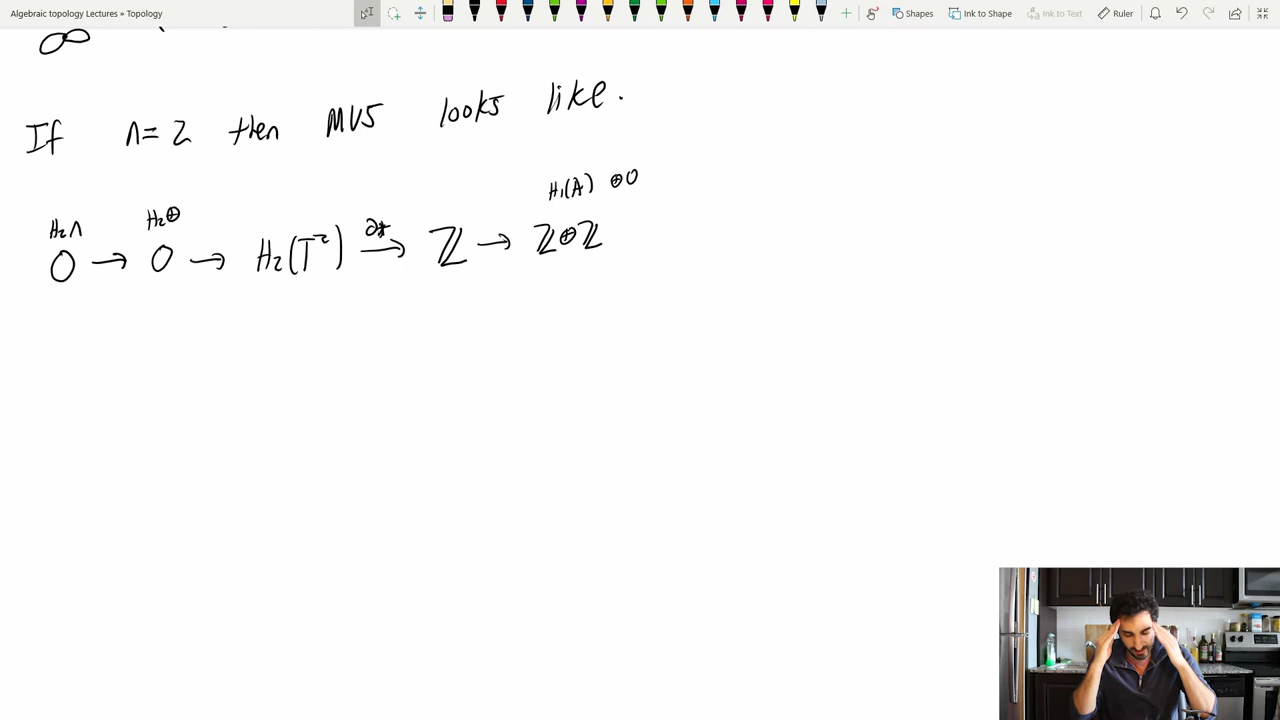 Algebraic topology Lectures – Topology
Shapes Ink to Shape Ink to Text Ruler
If n=2 then MVS looks like.
H₁(A) ⊕0
H₂∩ H₂⊕ ∂*
0 → 0 → H₂(T²) → ℤ → ℤ⊕ℤ